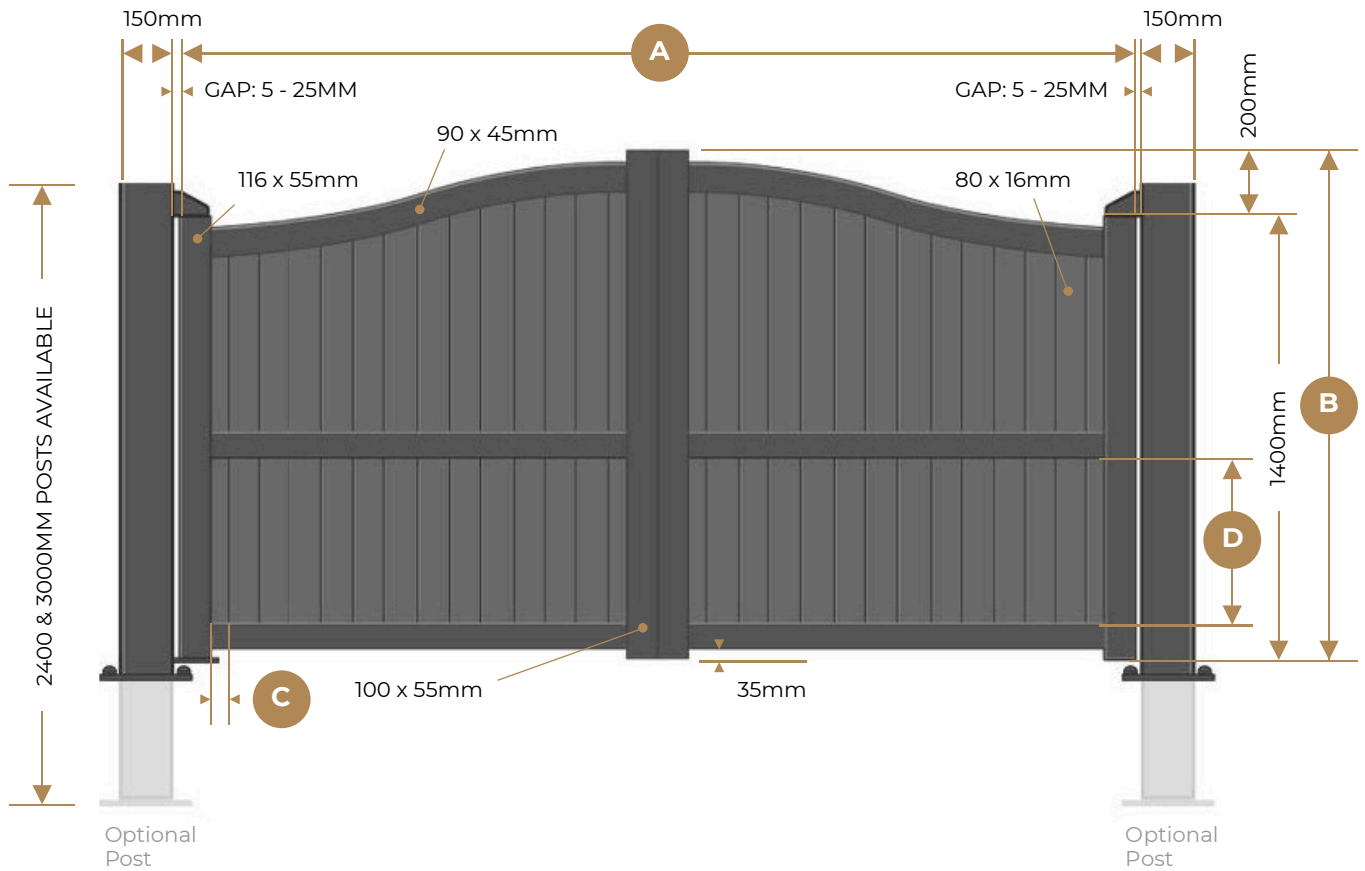 150mm
A
150mm
GAP: 5 - 25MM
GAP: 5 - 25MM
200mm
90 x 45mm
116 x 55mm
80 x 16mm
2400 & 3000MM POSTS AVAILABLE
B
1400mm
D
C
100 x 55mm
35mm
Optional
Post
Optional
Post